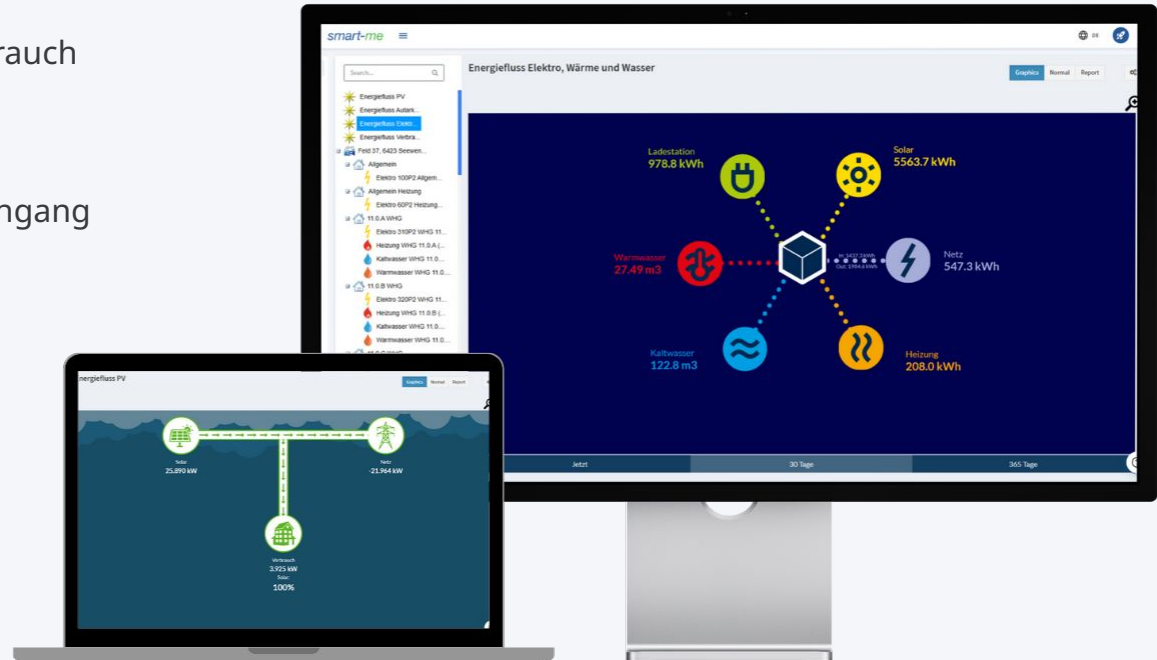 rauch
ngang
smart-me
DE
Search...
Energiefluss Elektro, Wärme und Wasser
Graphics Normal Report
Energiefluss PV
Energiefluss Autark...
Energiefluss Elektr...
Energiefluss Verbra...
Feld 37, 6423 Seewen...
Allgemein
Elektro 100P2 Allgem...
Allgemein Heizung
Elektro 60P2 Heizung...
11.0.A WHG
Elektro 310P2 WHG 11...
Heizung WHG 11.0.A (...
Kaltwasser WHG 11.0...
Warmwasser WHG 11.0...
11.0.B WHG
Elektro 320P2 WHG 11...
Heizung WHG 11.0.B (...
Kaltwasser WHG 11.0...
Warmwasser WHG 11.0...
Ladestation
978.8 kWh
Solar
5563.7 kWh
Warmwasser
27.49 m3
Netz
547.3 kWh
Kaltwasser
122.8 m3
Heizung
208.0 kWh
Jetzt 30 Tage 365 Tage
nergiefluss PV
Graphics Normal Report
Solar
25.890 kW
Netz
-21.964 kW
Verbrauch
3.925 kW
Solar:
100%